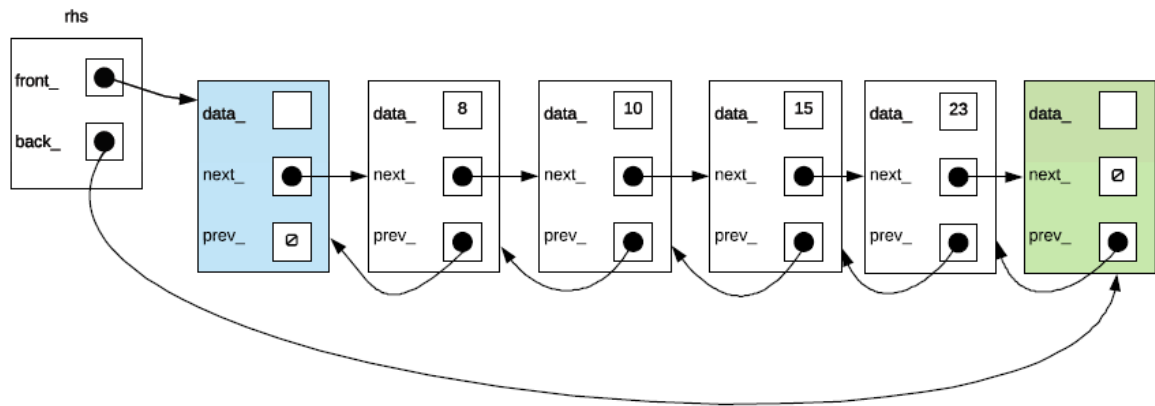 rhs
front_
back_
data_
next_
prev_
data_ 8
next_
prev_
data_ 10
next_
prev_
data_ 15
next_
prev_
data_ 23
next_
prev_
data_
next_
prev_